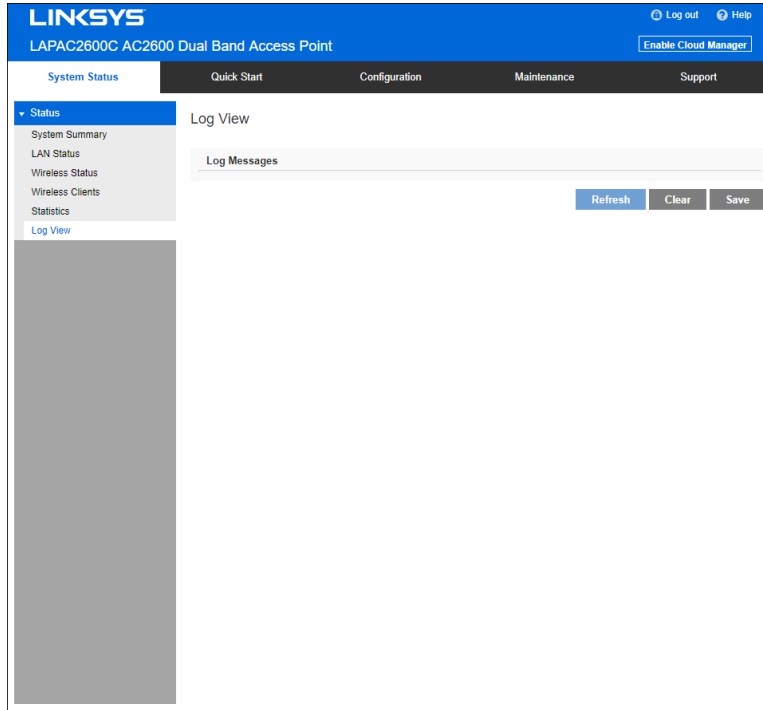 LINKSYS
Log out Help
LAPAC2600C AC2600 Dual Band Access Point
Enable Cloud Manager
System Status Quick Start Configuration Maintenance Support
Status
System Summary
LAN Status
Wireless Status
Wireless Clients
Statistics
Log View
Log View
Log Messages
Refresh Clear Save